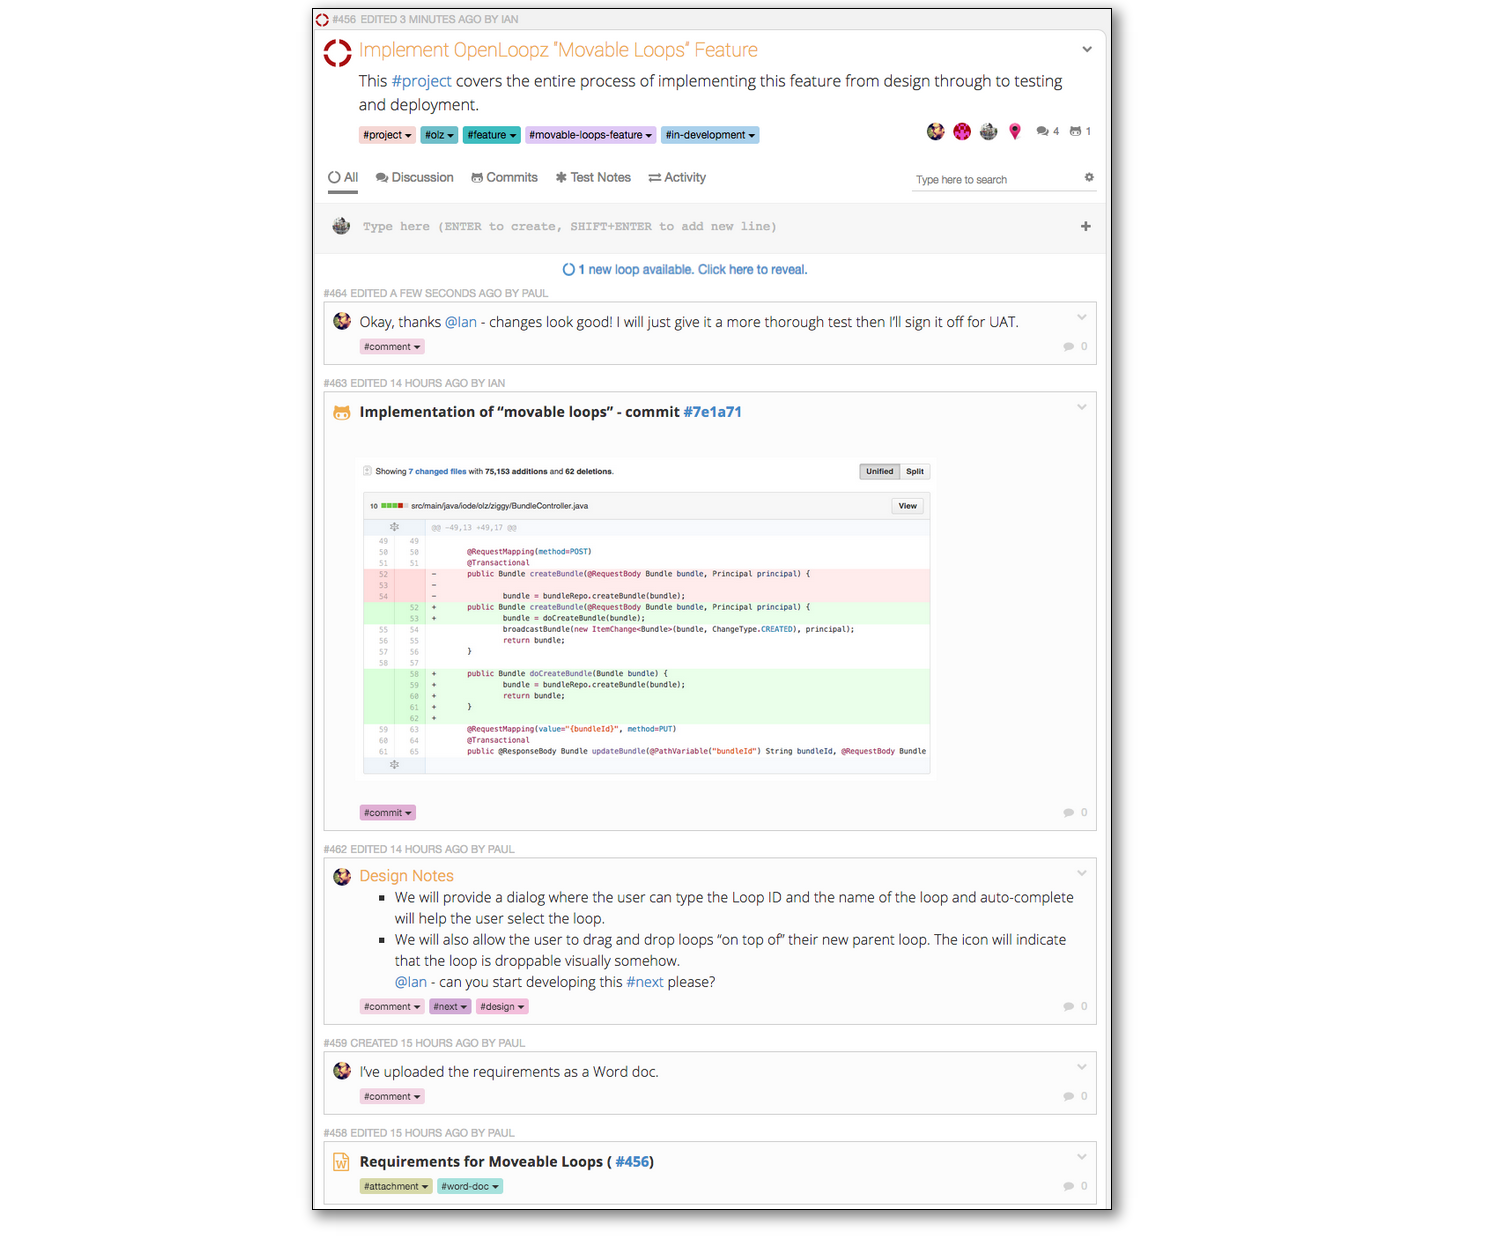 #456 EDITED 3 MINUTES AGO BY IAN
Implement OpenLoopz "Movable Loops" Feature
This #project covers the entire process of implementing this feature from design through to testing
and deployment.
#project #olz #feature #movable-loops-feature #in-development 4 1
All Discussion Commits Test Notes Activity Type here to search
Type here (ENTER to create, SHIFT+ENTER to add new line) +
1 new loop available. Click here to reveal.
#464 EDITED A FEW SECONDS AGO BY PAUL
Okay, thanks @Ian - changes look good! I will just give it a more thorough test then I'll sign it off for UAT.
#comment 0
#463 EDITED 14 HOURS AGO BY IAN
Implementation of “movable loops” - commit #7e1a71
Showing 7 changed files with 75,153 additions and 62 deletions. Unified Split
10 src/main/java/iode/olz/ziggy/BundleController.java View
@@ -49,13 +49,17 @@
49 49
50 50 @RequestMapping(method=POST)
51 51 @Transactional
52 - public Bundle createBundle(@RequestBody Bundle bundle, Principal principal) {
53 -
54 - bundle = bundleRepo.createBundle(bundle);
52 + public Bundle createBundle(@RequestBody Bundle bundle, Principal principal) {
53 + bundle = doCreateBundle(bundle);
55 54 broadcastBundle(new ItemChange<Bundle>(bundle, ChangeType.CREATED), principal);
56 55 return bundle;
57 56 }
58 57
58 + public Bundle doCreateBundle(Bundle bundle) {
59 + bundle = bundleRepo.createBundle(bundle);
60 + return bundle;
61 + }
62 +
59 63 @RequestMapping(value="{bundleId}", method=PUT)
60 64 @Transactional
61 65 public @ResponseBody Bundle updateBundle(@PathVariable("bundleId") String bundleId, @RequestBody Bundle
#commit 0
#462 EDITED 14 HOURS AGO BY PAUL
Design Notes
▪ We will provide a dialog where the user can type the Loop ID and the name of the loop and auto-complete
will help the user select the loop.
▪ We will also allow the user to drag and drop loops “on top of” their new parent loop. The icon will indicate
that the loop is droppable visually somehow.
@Ian - can you start developing this #next please?
#comment #next #design 0
#459 CREATED 15 HOURS AGO BY PAUL
I've uploaded the requirements as a Word doc.
#comment 0
#458 EDITED 15 HOURS AGO BY PAUL
Requirements for Moveable Loops ( #456)
#attachment #word-doc 0